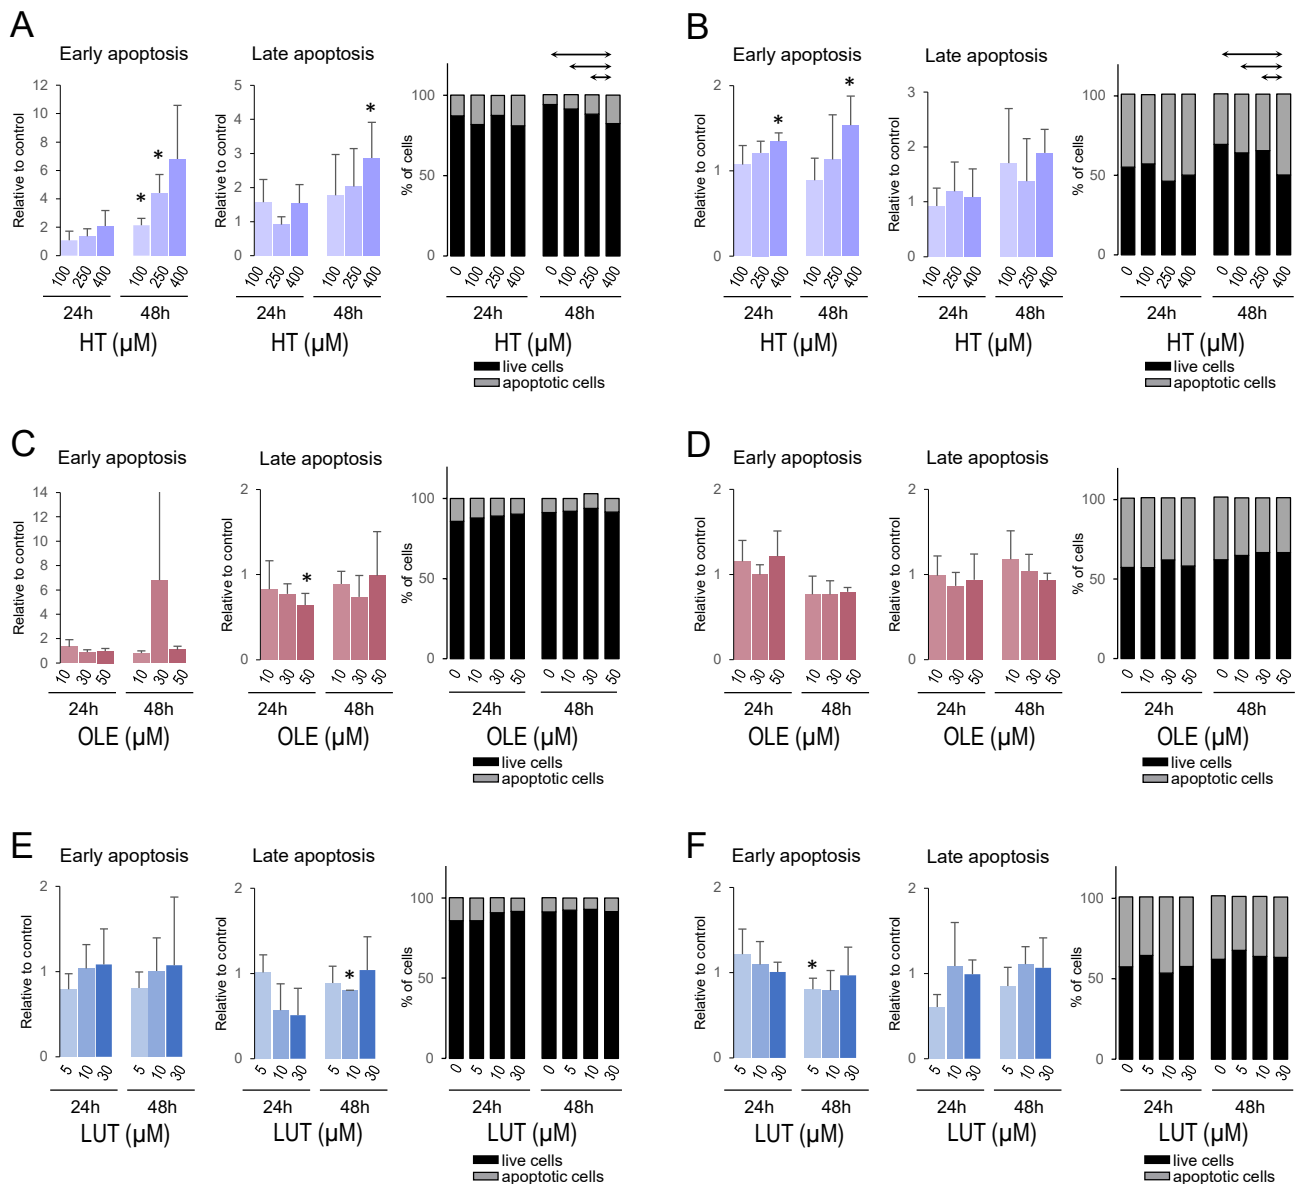 A
Early apoptosis
Relative to control
12
10
8
6
4
2
0
*
*
100 250 400 100 250 400
24h 48h
HT (µM)
Late apoptosis
Relative to control
5
4
3
2
1
0
*
100 250 400 100 250 400
24h 48h
HT (µM)
% of cells
100
50
0
0 100 250 400 0 100 250 400
24h 48h
HT (µM)
live cells
apoptotic cells
B
Early apoptosis
Relative to control
2
1
0
*
*
100 250 400 100 250 400
24h 48h
HT (µM)
Late apoptosis
Relative to control
3
2
1
0
100 250 400 100 250 400
24h 48h
HT (µM)
% of cells
100
50
0
0 100 250 400 0 100 250 400
24h 48h
HT (µM)
live cells
apoptotic cells
C
Early apoptosis
Relative to control
14
12
10
8
6
4
2
0
10 30 50 10 30 50
24h 48h
OLE (µM)
Late apoptosis
Relative to control
2
1
0
*
10 30 50 10 30 50
24h 48h
OLE (µM)
% of cells
100
50
0
0 10 30 50 0 10 30 50
24h 48h
OLE (µM)
live cells
apoptotic cells
D
Early apoptosis
Relative to control
2
1
0
10 30 50 10 30 50
24h 48h
OLE (µM)
Late apoptosis
Relative to control
2
1
0
10 30 50 10 30 50
24h 48h
OLE (µM)
% of cells
100
50
0
0 10 30 50 0 10 30 50
24h 48h
OLE (µM)
live cells
apoptotic cells
E
Early apoptosis
Relative to control
2
1
0
5 10 30 5 10 30
24h 48h
LUT (µM)
Late apoptosis
Relative to control
2
1
0
*
5 10 30 5 10 30
24h 48h
LUT (µM)
% of cells
100
50
0
0 5 10 30 0 5 10 30
24h 48h
LUT (µM)
live cells
apoptotic cells
F
Early apoptosis
Relative to control
2
1
0
*
5 10 30 5 10 30
24h 48h
LUT (µM)
Late apoptosis
Relative to control
2
1
0
5 10 30 5 10 30
24h 48h
LUT (µM)
% of cells
100
50
0
0 5 10 30 0 5 10 30
24h 48h
LUT (µM)
live cells
apoptotic cells